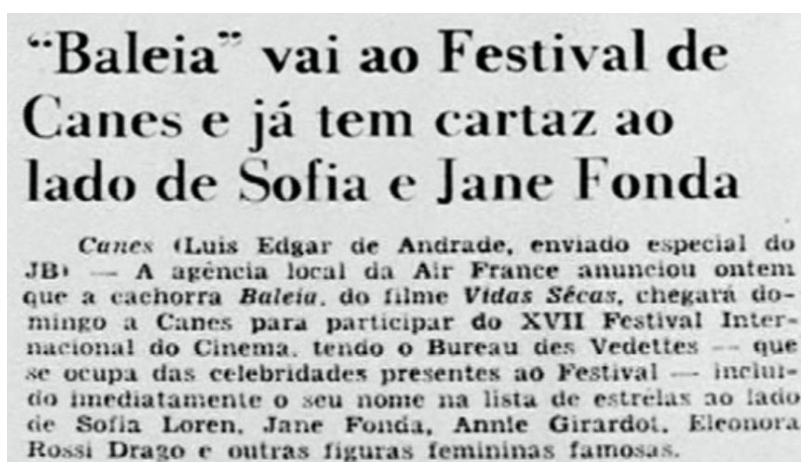 “Baleia” vai ao Festival de
Canes e já tem cartaz ao
lado de Sofia e Jane Fonda
Canes (Luis Edgar de Andrade, enviado especial do
JB) — A agência local da Air France anunciou ontem
que a cachorra Baleia, do filme Vidas Sêcas, chegará do-
mingo a Canes para participar do XVII Festival Inter-
nacional do Cinema, tendo o Bureau des Vedettes — que
se ocupa das celebridades presentes ao Festival — incluí-
do imediatamente o seu nome na lista de estrêlas ao lado
de Sofia Loren, Jane Fonda, Annie Girardot, Eleonora
Rossi Drago e outras figuras femininas famosas.